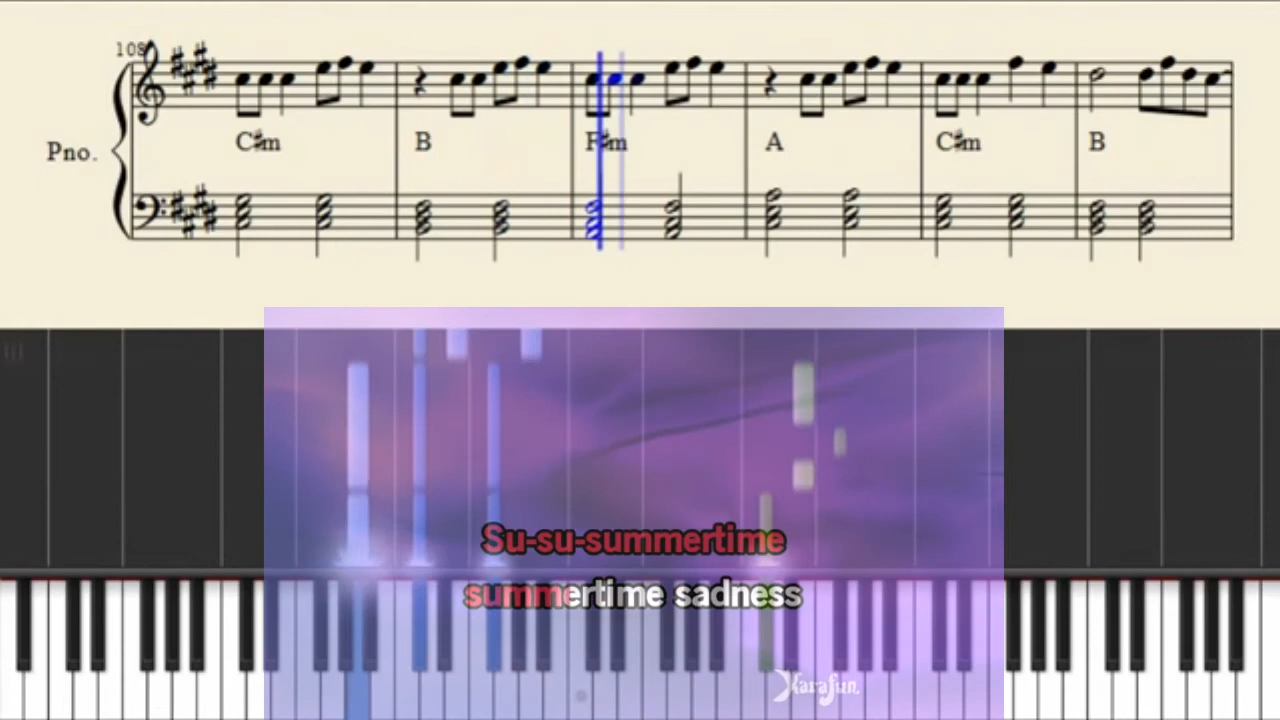 108
Pno.
C#m B F#m A C#m B
Su-su-summertime
summertime sadness
Karafun